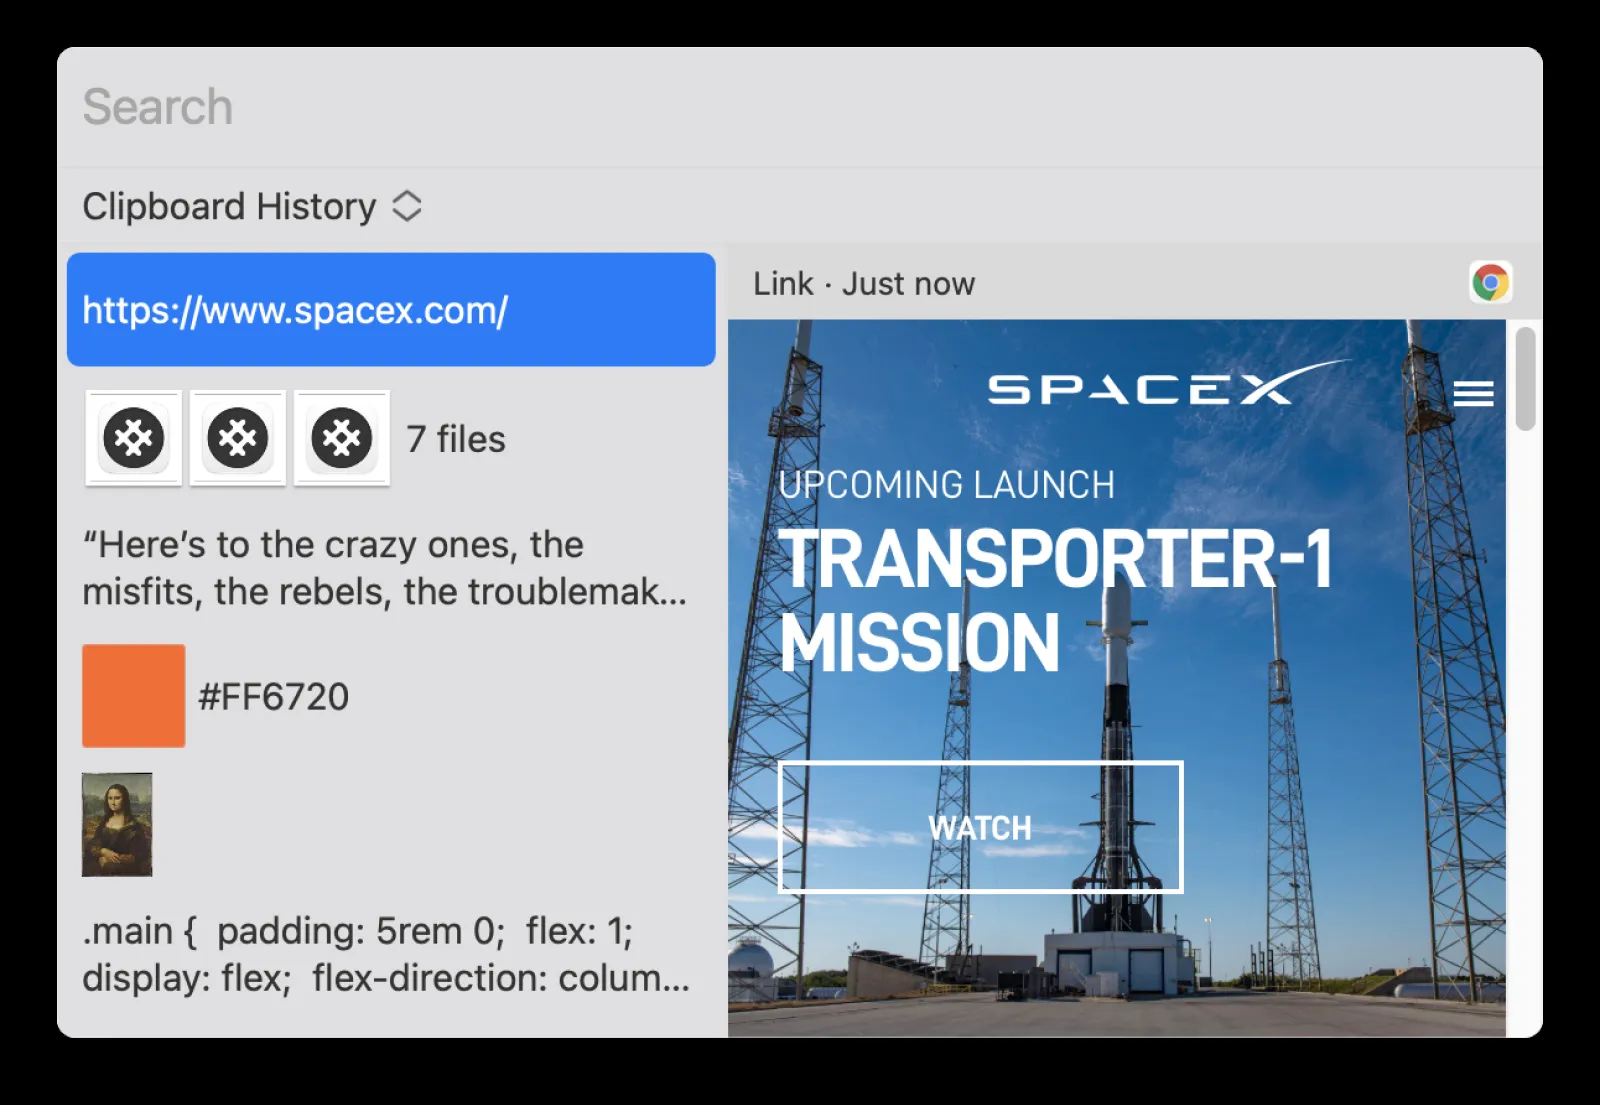 Search
Clipboard History
https://www.spacex.com/
7 files
“Here’s to the crazy ones, the
misfits, the rebels, the troublemak...
#FF6720
.main {  padding: 5rem 0;  flex: 1;
display: flex;  flex-direction: colum...
Link · Just now
SPACEX
UPCOMING LAUNCH
TRANSPORTER-1
MISSION
WATCH